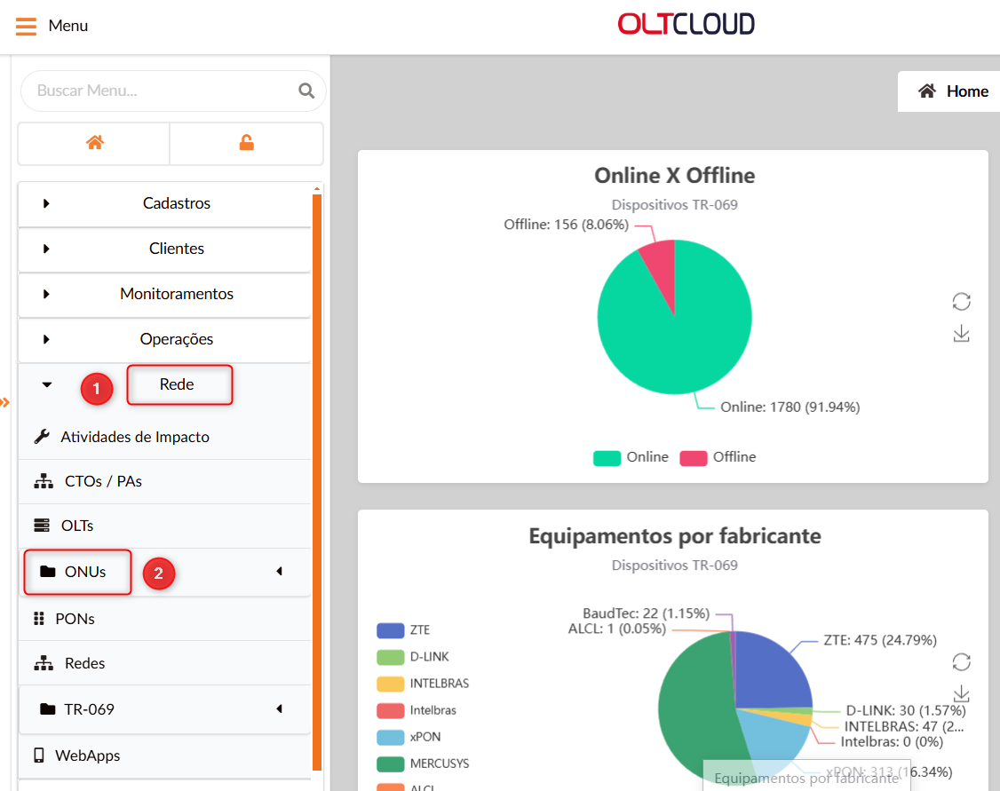 Menu
OLTCLOUD
Buscar Menu...
Home
Cadastros
Clientes
Monitoramentos
Operações
1
Rede
Atividades de Impacto
CTOs / PAs
OLTs
ONUs
2
PONs
Redes
TR-069
WebApps
Online X Offline
Dispositivos TR-069
Offline: 156 (8.06%)
Online: 1780 (91.94%)
Online
Offline
Equipamentos por fabricante
Dispositivos TR-069
ZTE
D-LINK
INTELBRAS
Intelbras
xPON
MERCUSYS
ALCL
BaudTec: 22 (1.15%)
ALCL: 1 (0.05%)
ZTE: 475 (24.79%)
D-LINK: 30 (1.57%)
INTELBRAS: 47 (2...
Intelbras: 0 (0%)
xPON: 313 (16.34%)
Equipamentos por fabricante